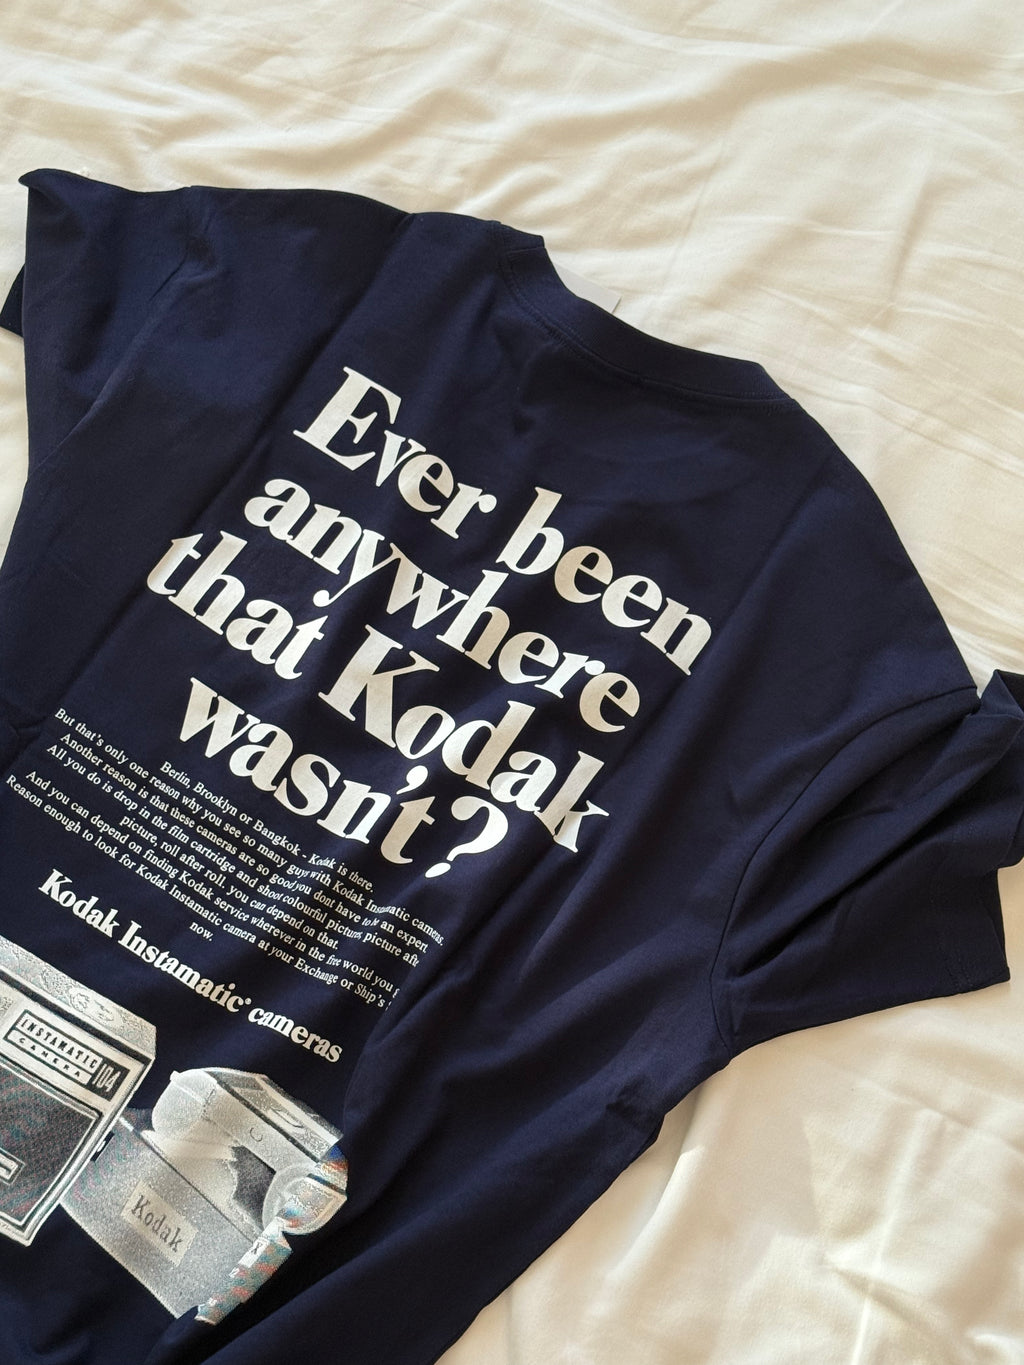 Ever been
anywhere
that Kodak
wasn't?
Berlin, Brooklyn or Bangkok - Kodak is there.
But that's only one reason why you see so many guys with Kodak Instamatic cameras.
Another reason is that these cameras are so good you dont have to be an expert
All you do is drop in the film cartridge and shoot colourful pictures, picture afte
picture, roll after roll, you can depend on that.
And you can depend on finding Kodak service wherever in the free world you
Reason enough to look for Kodak Instamatic camera at your Exchange or Ship's
now.
Kodak Instamatic® cameras
INSTAMATIC
CAMERA
104
Kodak